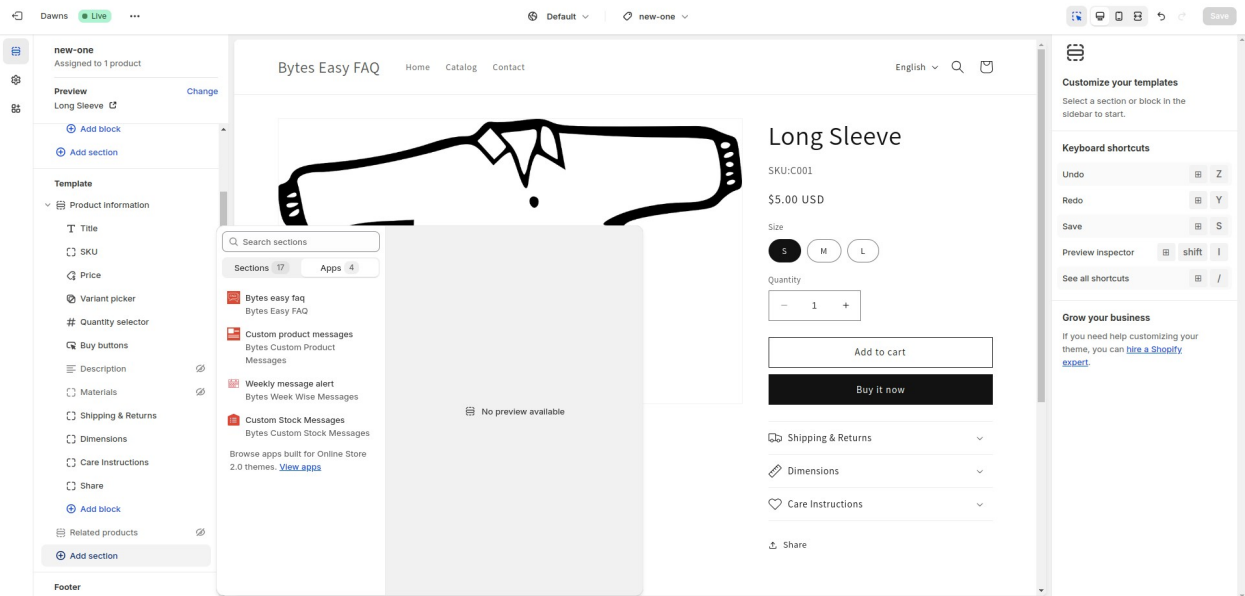 Dawns
Live
Default
new-one
Save
new-one
Assigned to 1 product
Preview
Change
Long Sleeve
Add block
Add section
Template
Product information
Title
SKU
Price
Variant picker
Quantity selector
Buy buttons
Description
Materials
Shipping & Returns
Dimensions
Care Instructions
Share
Add block
Related products
Add section
Footer
Search sections
Sections 17
Apps 4
Bytes easy faq
Bytes Easy FAQ
Custom product messages
Bytes Custom Product
Messages
Weekly message alert
Bytes Week Wise Messages
Custom Stock Messages
Bytes Custom Stock Messages
Browse apps built for Online Store
2.0 themes. View apps
No preview available
Bytes Easy FAQ
Home
Catalog
Contact
English
Long Sleeve
SKU:C001
$5.00 USD
Size
S
M
L
Quantity
− 1 +
Add to cart
Buy it now
Shipping & Returns
Dimensions
Care Instructions
Share
Customize your templates
Select a section or block in the
sidebar to start.
Keyboard shortcuts
Undo Z
Redo Y
Save S
Preview inspector shift I
See all shortcuts /
Grow your business
If you need help customizing your
theme, you can hire a Shopify
expert.